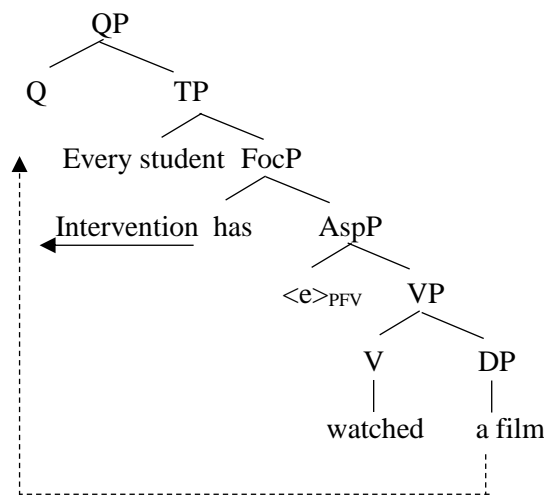 QP
Q TP
Every student FocP
Intervention has AspP
<e>PFV VP
V DP
watched a film